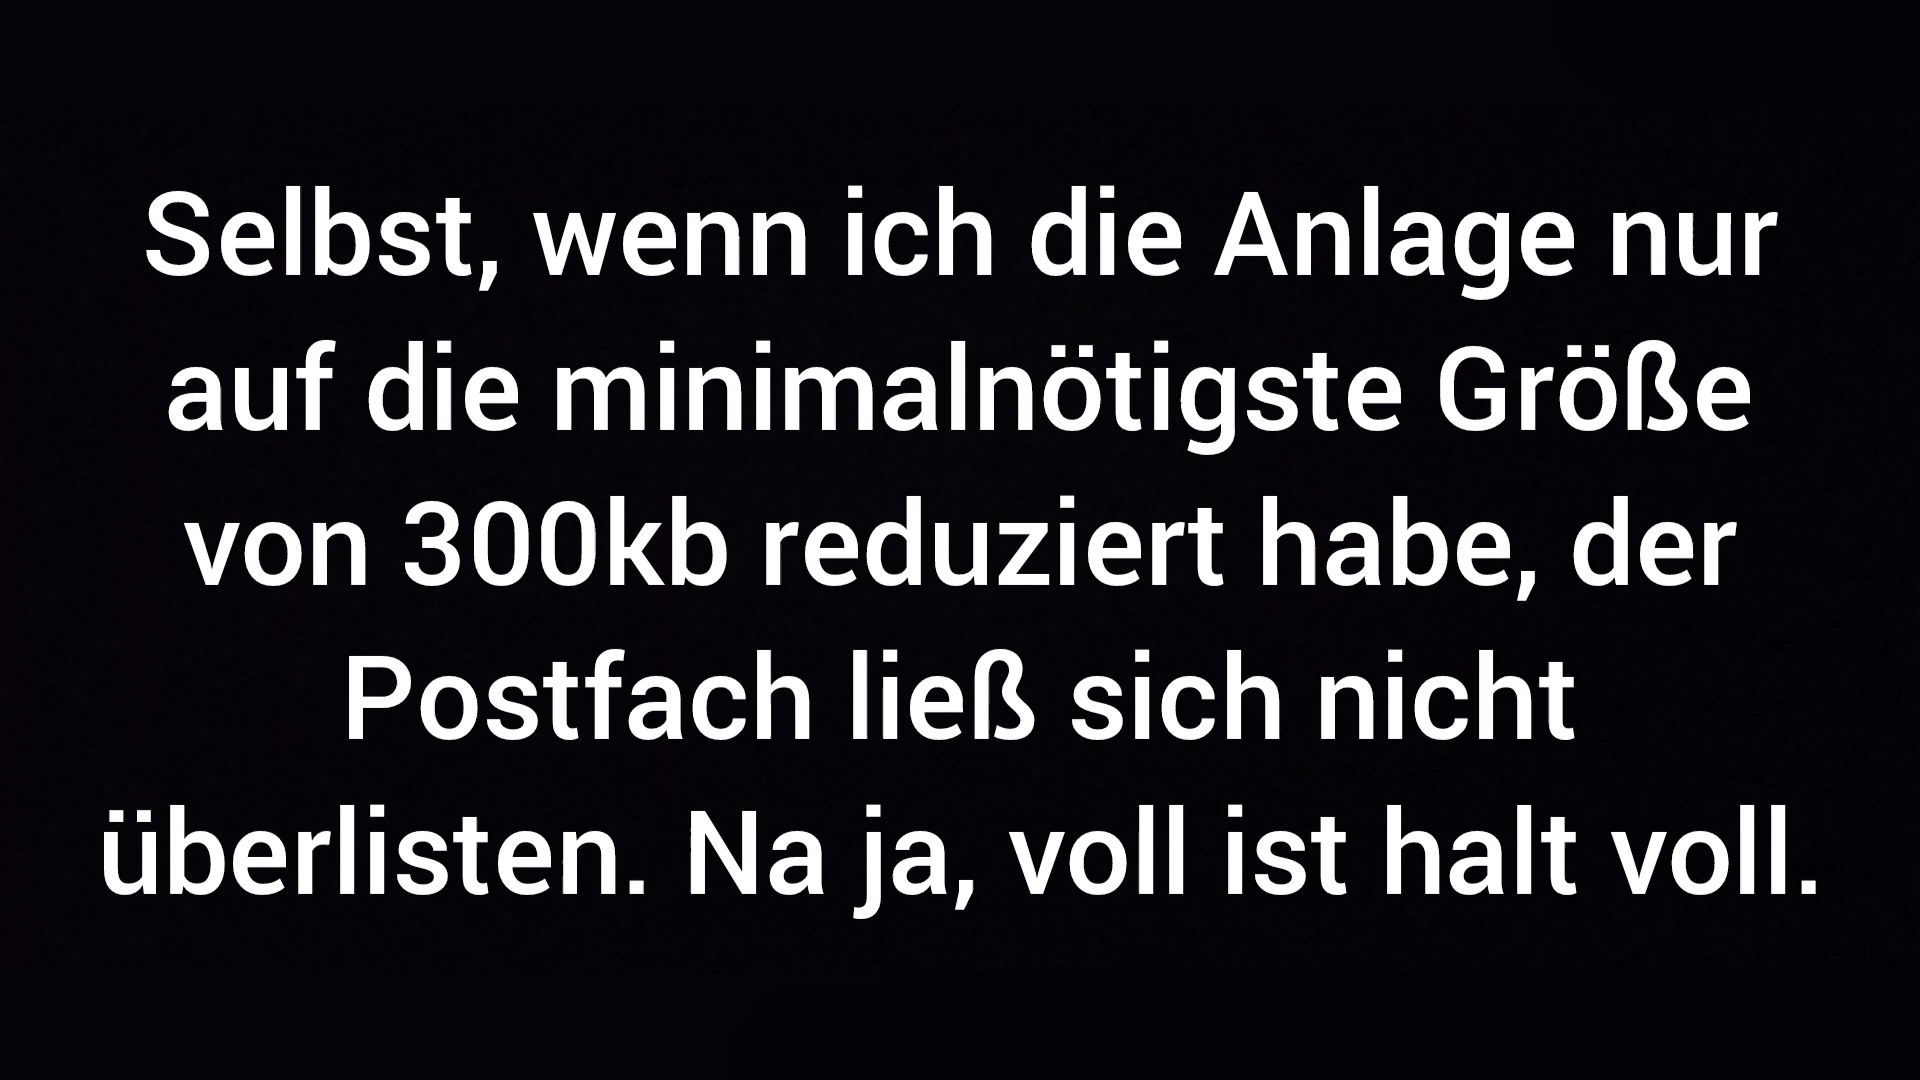 Selbst, wenn ich die Anlage nur
auf die minimalnötigste Größe
von 300kb reduziert habe, der
Postfach ließ sich nicht
überlisten. Na ja, voll ist halt voll.